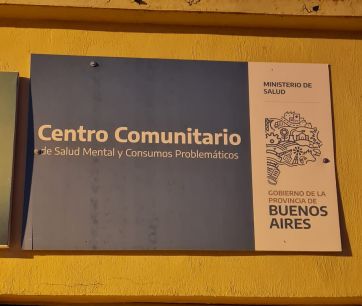 Centro Comunitario
de Salud Mental y Consumos Problemáticos
MINISTERIO DE
SALUD
GOBIERNO DE LA
PROVINCIA DE
BUENOS
AIRES